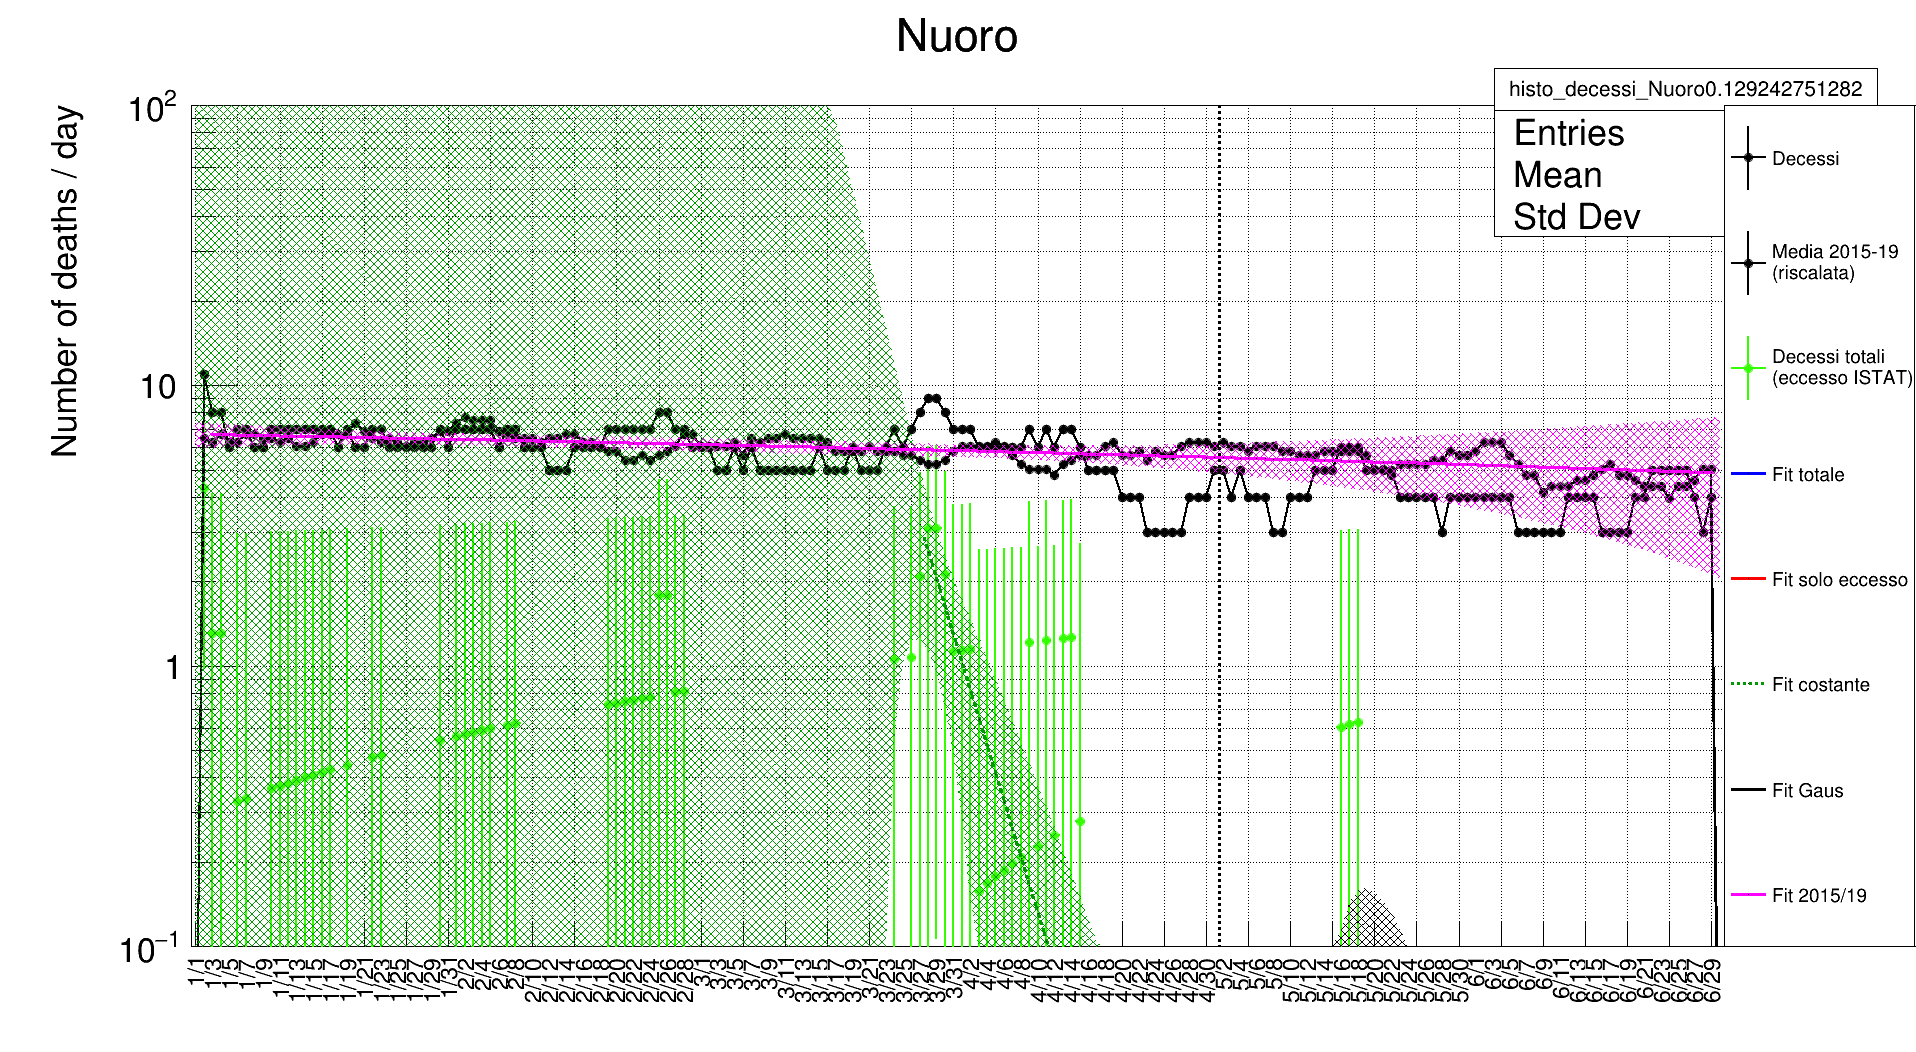 Nuoro
histo_decessi_Nuoro0.129242751282
Entries
Mean
Std Dev
Number of deaths / day
10²
10
1
10⁻¹
Decessi
Media 2015-19
(riscalata)
Decessi totali
(eccesso ISTAT)
Fit totale
Fit solo eccesso
Fit costante
Fit Gaus
Fit 2015/19
1/1 1/3 1/5 1/7 1/9 1/11 1/13 1/15 1/17 1/19 1/21 1/23 1/25 1/27 1/29 1/31 2/2 2/4 2/6 2/8 2/10 2/12 2/14 2/16 2/18 2/20 2/22 2/24 2/26 2/28 3/1 3/3 3/5 3/7 3/9 3/11 3/13 3/15 3/17 3/19 3/21 3/23 3/25 3/27 3/29 3/31 4/2 4/4 4/6 4/8 4/10 4/12 4/14 4/16 4/18 4/20 4/22 4/24 4/26 4/28 4/30 5/2 5/4 5/6 5/8 5/10 5/12 5/14 5/16 5/18 5/20 5/22 5/24 5/26 5/28 5/30 6/1 6/3 6/5 6/7 6/9 6/11 6/13 6/15 6/17 6/19 6/21 6/23 6/25 6/27 6/29